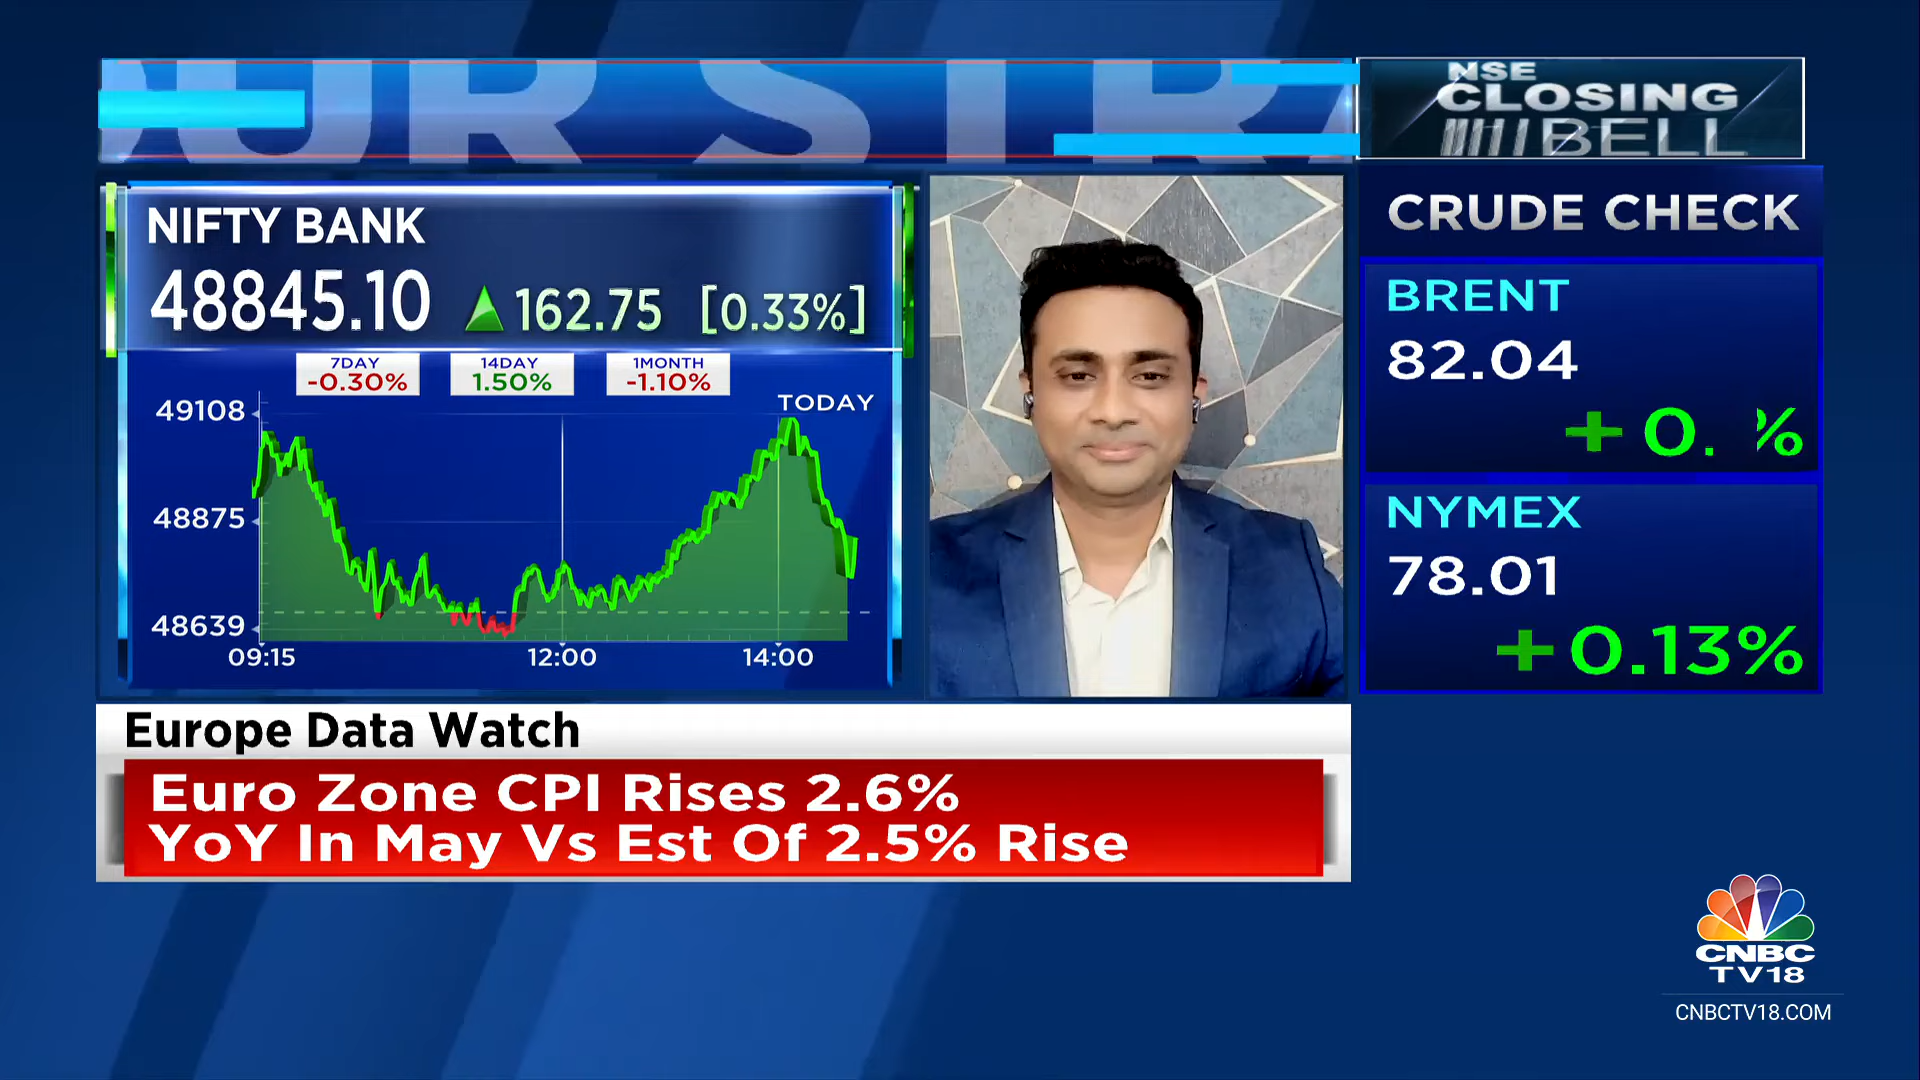 OUR STRA
NSE
CLOSING
BELL
NIFTY BANK
48845.10 ▲ 162.75 [0.33%]
7DAY
-0.30%
14DAY
1.50%
1MONTH
-1.10%
TODAY
49108
48875
48639
09:15 12:00 14:00
CRUDE CHECK
BRENT
82.04
+0. %
NYMEX
78.01
+0.13%
Europe Data Watch
Euro Zone CPI Rises 2.6%
YoY In May Vs Est Of 2.5% Rise
CNBC
TV18
CNBCTV18.COM